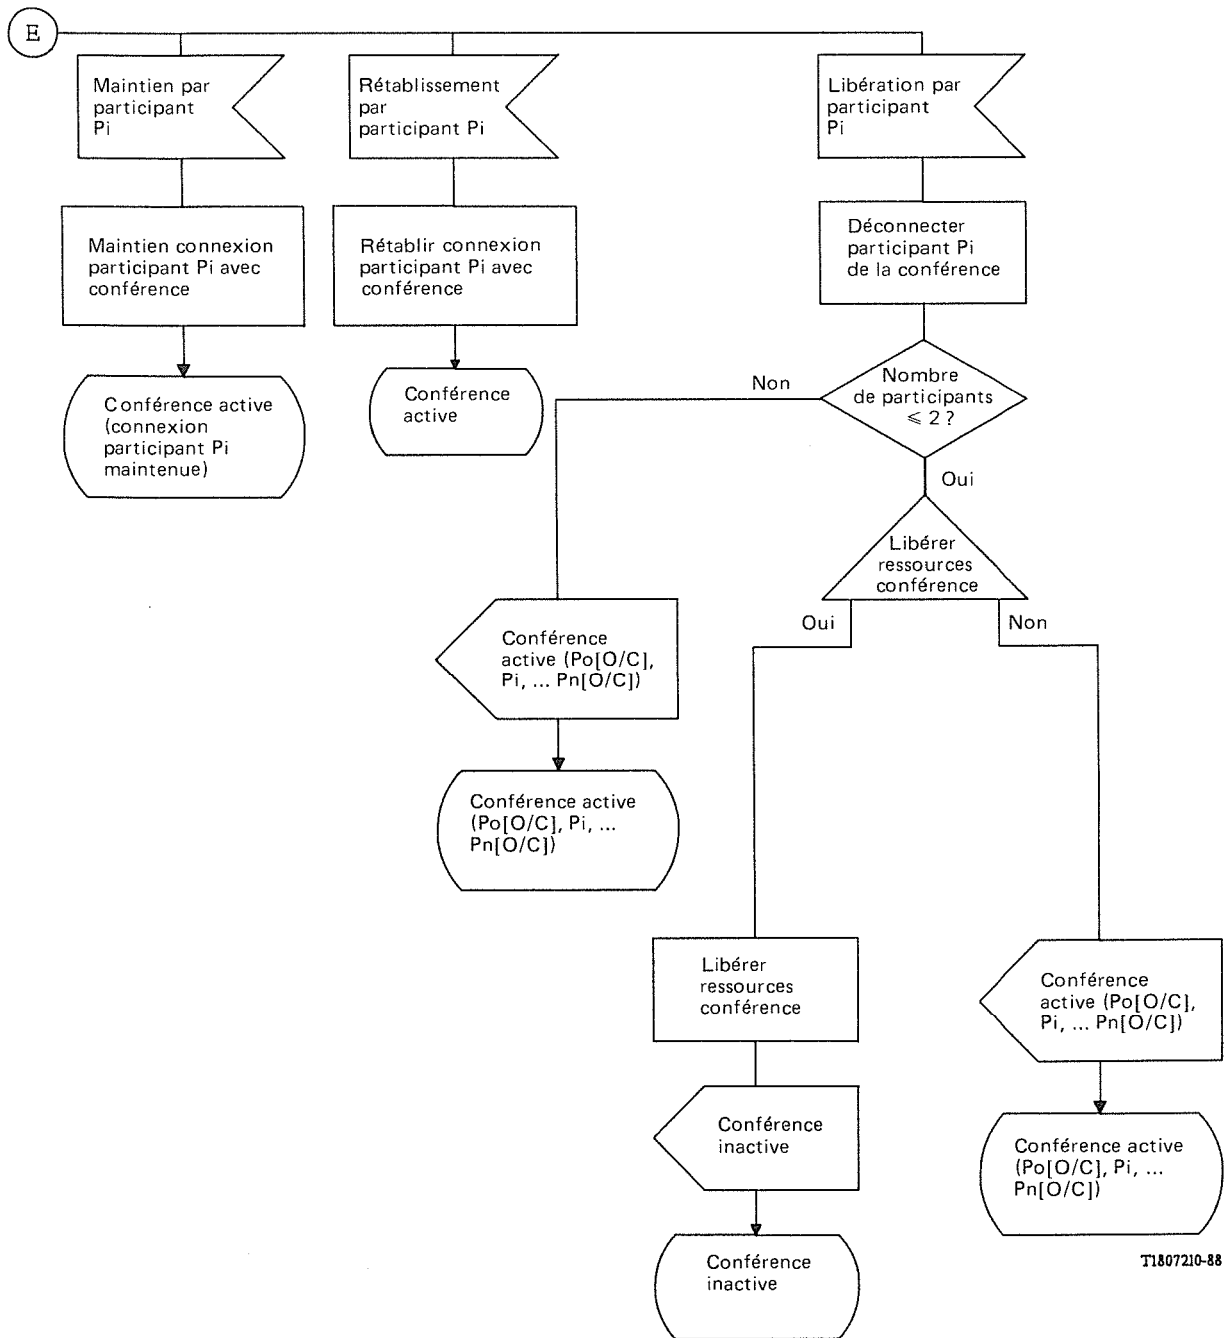 E
Maintien par
participant
Pi
Rétablissement
par
participant Pi
Libération par
participant
Pi
Maintien connexion
participant Pi avec
conférence
Rétablir connexion
participant Pi avec
conférence
Déconnecter
participant Pi
de la conférence
Conférence active
(connexion
participant Pi
maintenue)
Conférence
active
Non
Nombre
de participants
⩽ 2 ?
Oui
Libérer
ressources
conférence
Oui
Non
Conférence
active (Po[O/C],
Pi, ... Pn[O/C])
Conférence active
(Po[O/C], Pi, ...
Pn[O/C])
Libérer
ressources
conférence
Conférence
active (Po[O/C],
Pi, ... Pn[O/C])
Conférence
inactive
Conférence active
(Po[O/C], Pi, ...
Pn[O/C])
Conférence
inactive
T1807210-88